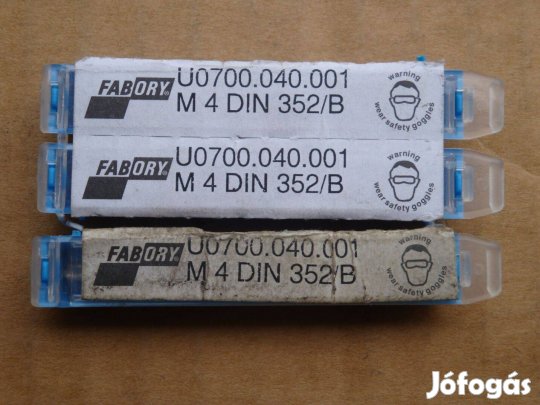 FABORY U0700.040.001
M 4 DIN 352/B
warning
wear safety goggles
FABORY U0700.040.001
M 4 DIN 352/B
warning
wear safety goggles
FABORY U0700.040.001
M 4 DIN 352/B
warning
wear safety goggles
Jófogás